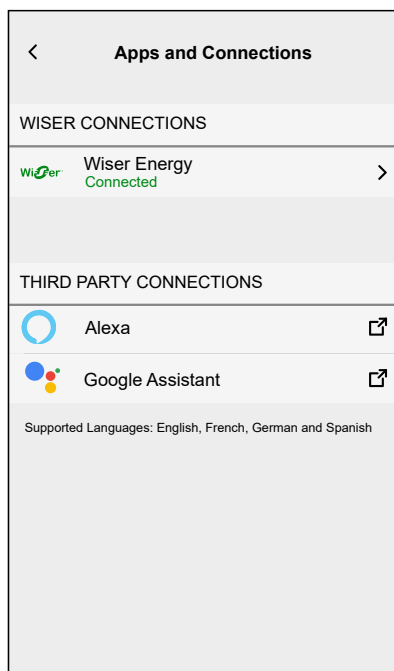 Apps and Connections
WISER CONNECTIONS
Wiser
Wiser Energy
Connected
THIRD PARTY CONNECTIONS
Alexa
Google Assistant
Supported Languages: English, French, German and Spanish